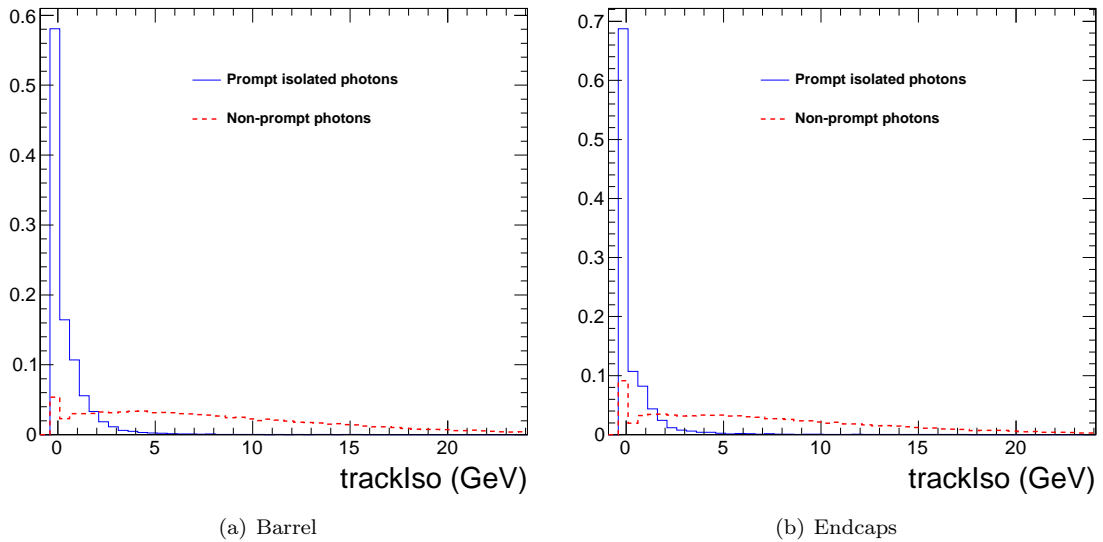 0.6
0.5
0.4
0.3
0.2
0.1
0
Prompt isolated photons
Non-prompt photons
0 5 10 15 20
trackIso (GeV)
(a) Barrel
0.7
0.6
0.5
0.4
0.3
0.2
0.1
0
Prompt isolated photons
Non-prompt photons
0 5 10 15 20
trackIso (GeV)
(b) Endcaps